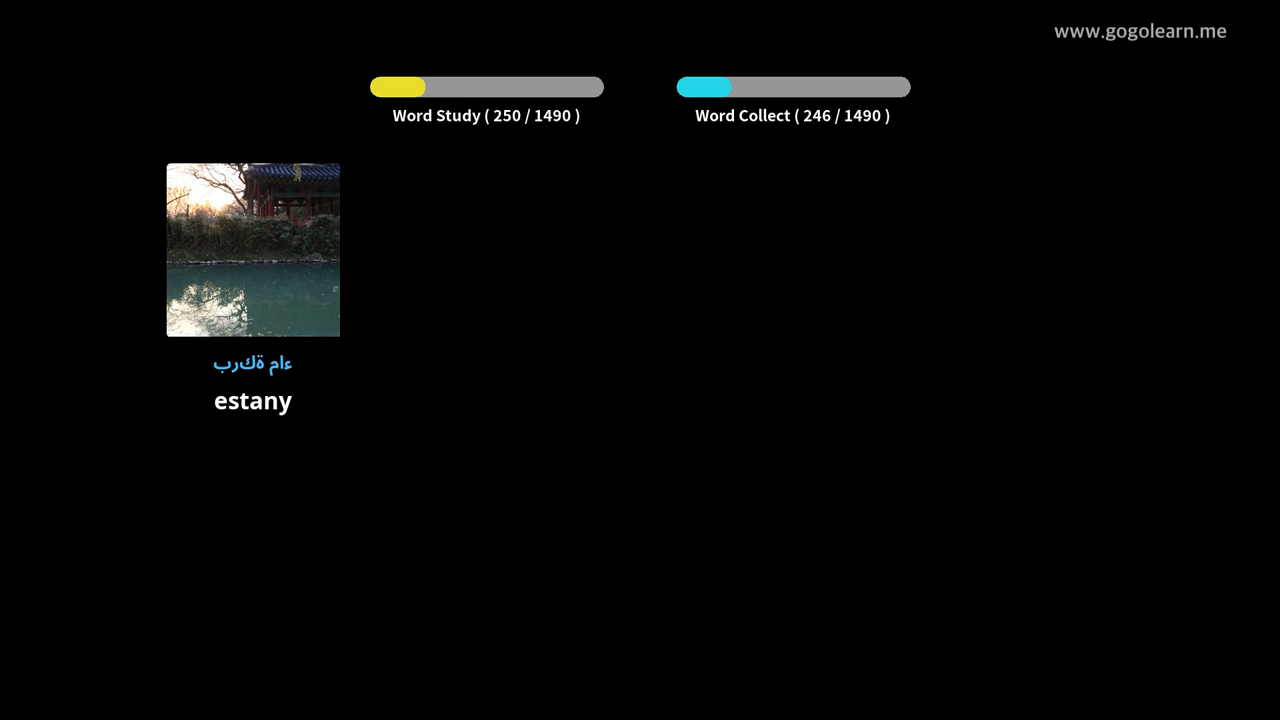 www.gogolearn.me
Word Study ( 250 / 1490 )
Word Collect ( 246 / 1490 )
ءام ةكرب
estany